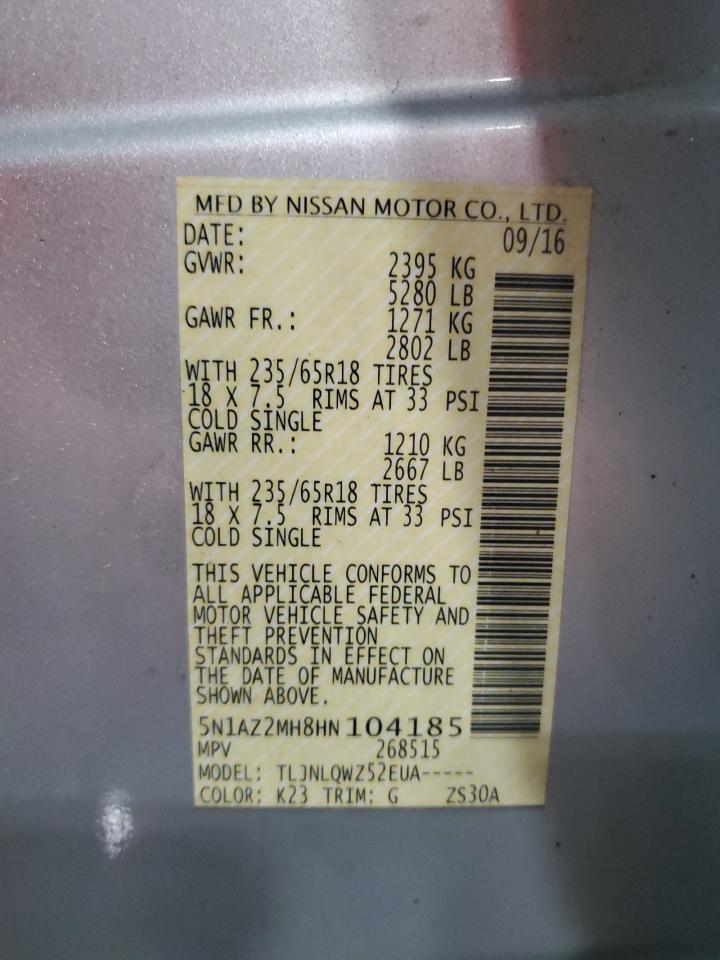 MFD BY NISSAN MOTOR CO., LTD.
DATE: 09/16
GVWR: 2395 KG
5280 LB
GAWR FR.: 1271 KG
2802 LB
WITH 235/65R18 TIRES
18 X 7.5 RIMS AT 33 PSI
COLD SINGLE
GAWR RR.: 1210 KG
2667 LB
WITH 235/65R18 TIRES
18 X 7.5 RIMS AT 33 PSI
COLD SINGLE
THIS VEHICLE CONFORMS TO
ALL APPLICABLE FEDERAL
MOTOR VEHICLE SAFETY AND
THEFT PREVENTION
STANDARDS IN EFFECT ON
THE DATE OF MANUFACTURE
SHOWN ABOVE.
5N1AZ2MH8HN104185
MPV 268515
MODEL: TLJNLQWZ52EUA-----
COLOR: K23 TRIM: G ZS30A